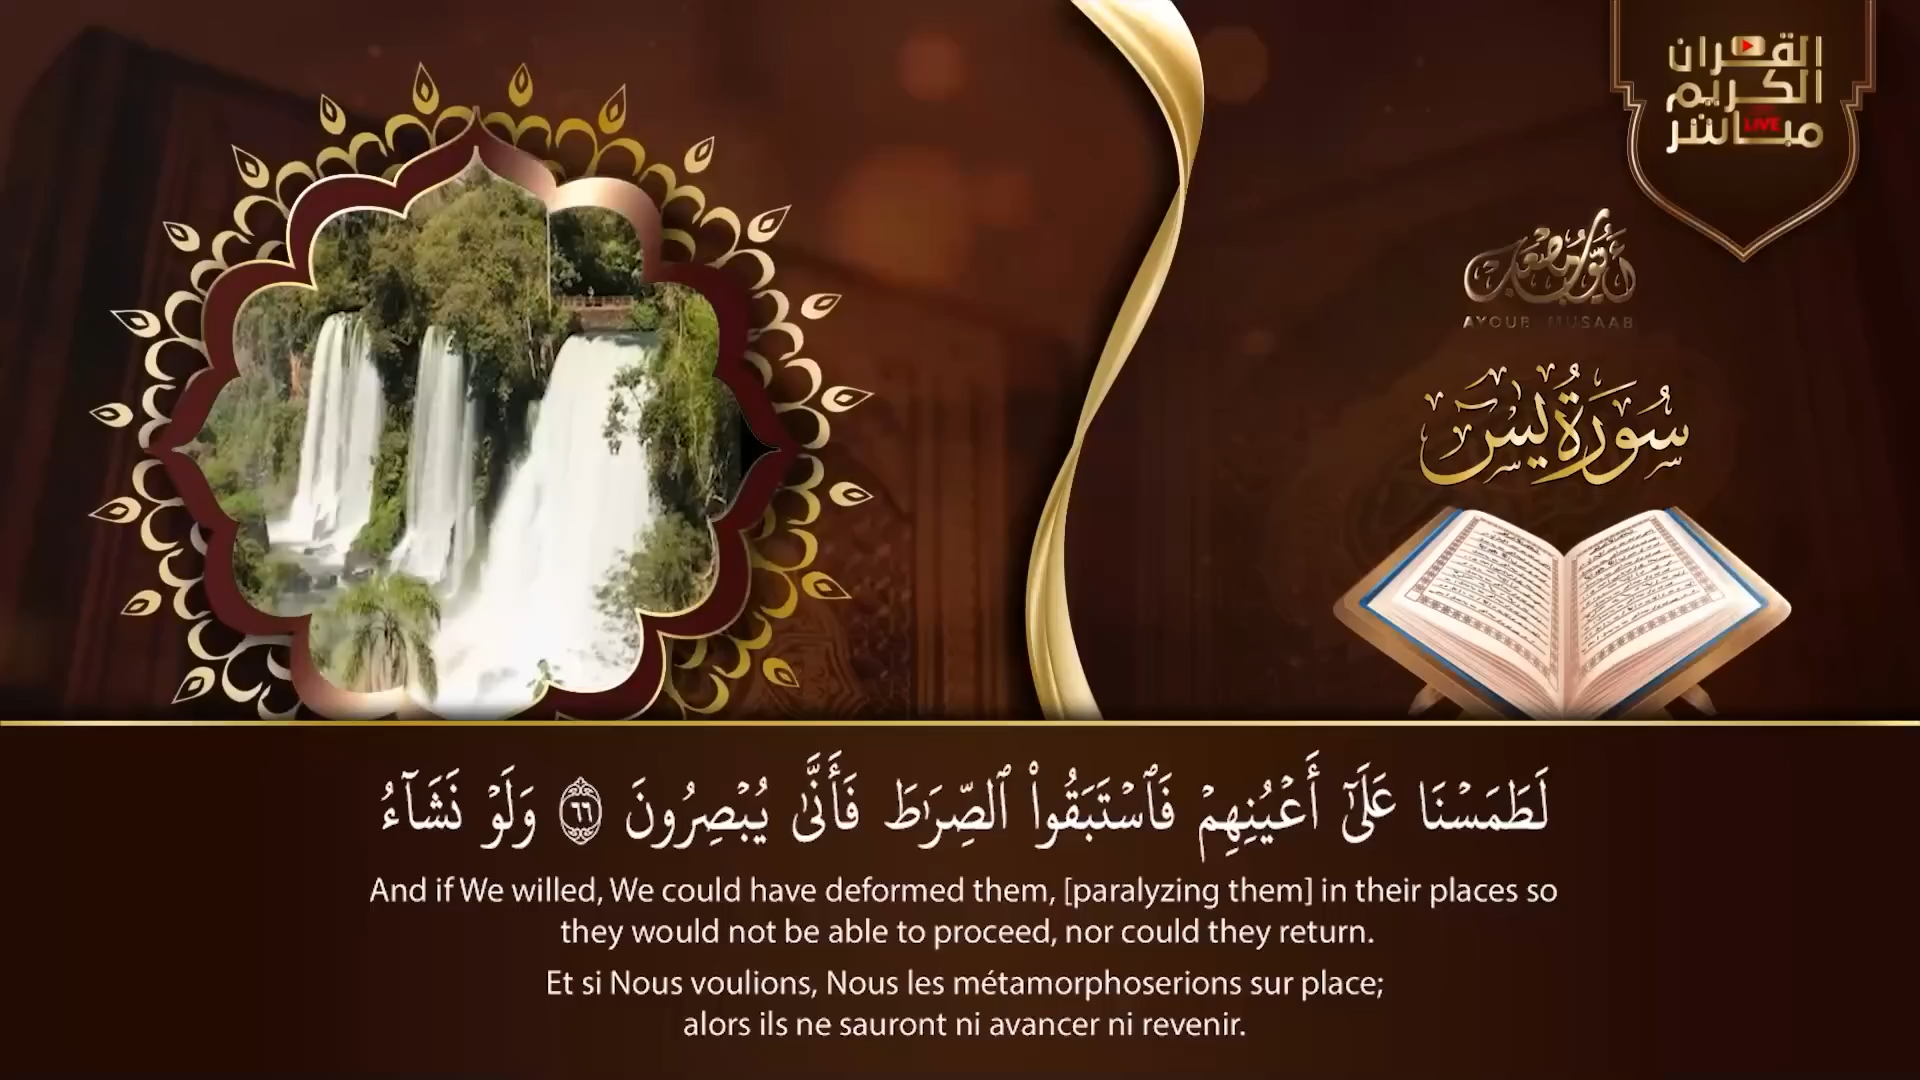 القرآن
الكريم
مباشر
LIVE
أيوب مصعب
AYOUB MUSAAB
سُورَةُ يسٓ
لَطَمَسْنَا عَلَىٰٓ أَعْيُنِهِمْ فَٱسْتَبَقُوا۟ ٱلصِّرَٰطَ فَأَنَّىٰ يُبْصِرُونَ ٦٦ وَلَوْ نَشَآءُ
And if We willed, We could have deformed them, [paralyzing them] in their places so
they would not be able to proceed, nor could they return.
Et si Nous voulions, Nous les métamorphoserions sur place;
alors ils ne sauront ni avancer ni revenir.